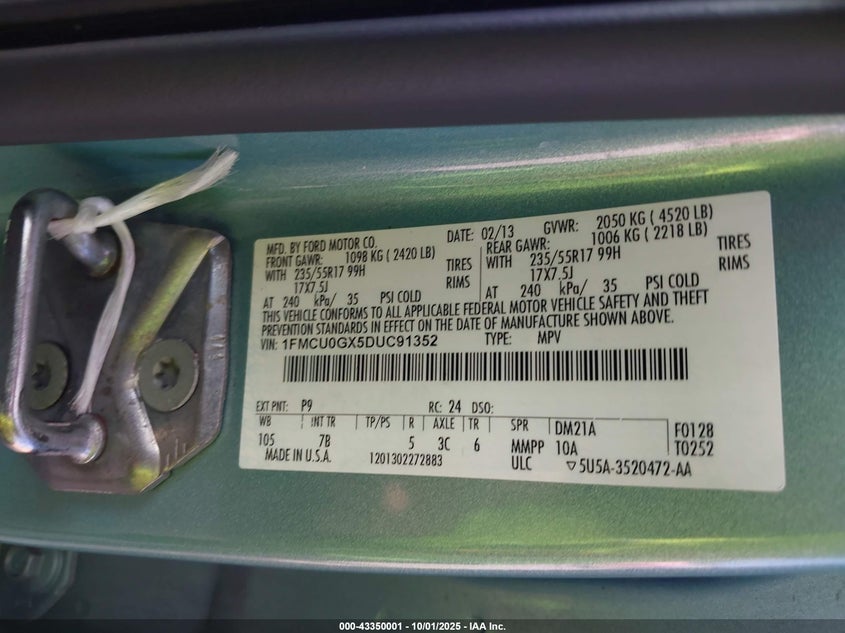 MFD. BY FORD MOTOR CO.
DATE: 02/13 GVWR: 2050 KG ( 4520 LB)
FRONT GAWR: 1098 KG ( 2420 LB)
REAR GAWR: 1006 KG ( 2218 LB)
WITH 235/55R17 99H TIRES
WITH 235/55R17 99H TIRES
17X7.5J RIMS
17X7.5J RIMS
AT 240 kPa/ 35 PSI COLD
AT 240 kPa/ 35 PSI COLD
THIS VEHICLE CONFORMS TO ALL APPLICABLE FEDERAL MOTOR VEHICLE SAFETY AND THEFT
PREVENTION STANDARDS IN EFFECT ON THE DATE OF MANUFACTURE SHOWN ABOVE.
VIN: 1FMCU0GX5DUC91352 TYPE: MPV
EXT PNT: P9 RC: 24 DSO:
WB INT TR TP/PS R AXLE TR SPR DM21A F0128
105 7B 5 3C 6 MMPP 10A T0252
MADE IN U.S.A. 1201302272883 ULC ▽5U5A-3520472-AA
000-43350001 - 10/01/2025 - IAA Inc.